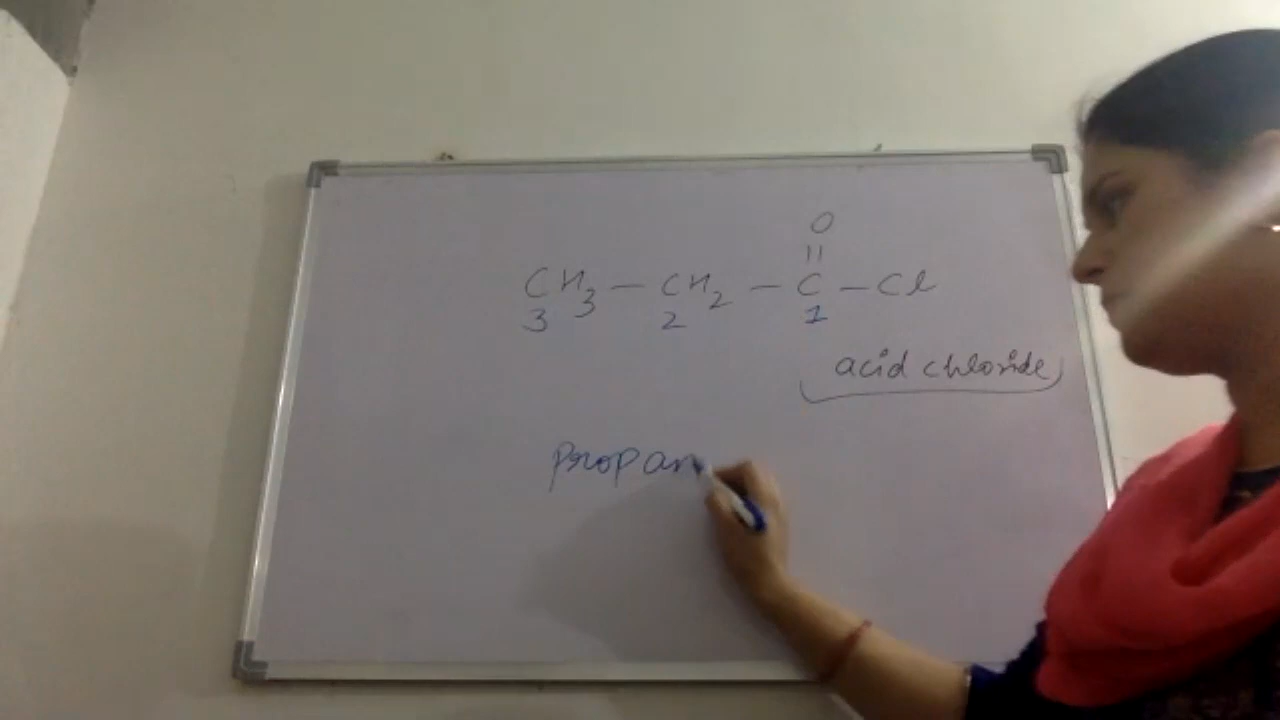 O
||
CH3 - CH2 - C - Cl
3 2 1
acid chloride
Propan